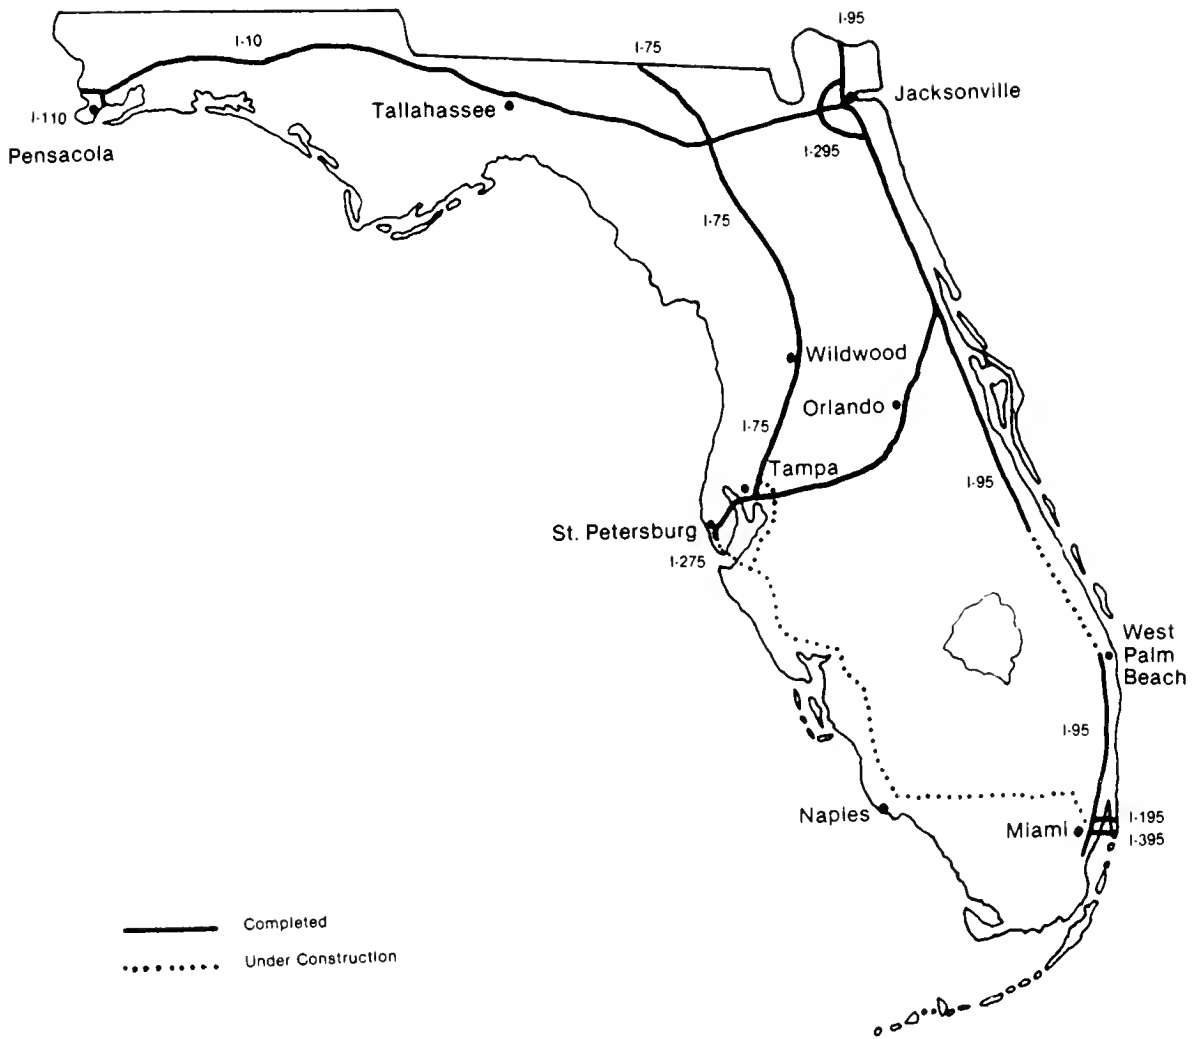 I-95
I-10
I-75
Jacksonville
Tallahassee
I-110
I-295
Pensacola
I-75
Wildwood
Orlando
I-75
Tampa
I-95
St. Petersburg
I-275
West
Palm
Beach
I-95
Naples
I-195
Miami
I-395
Completed
Under Construction